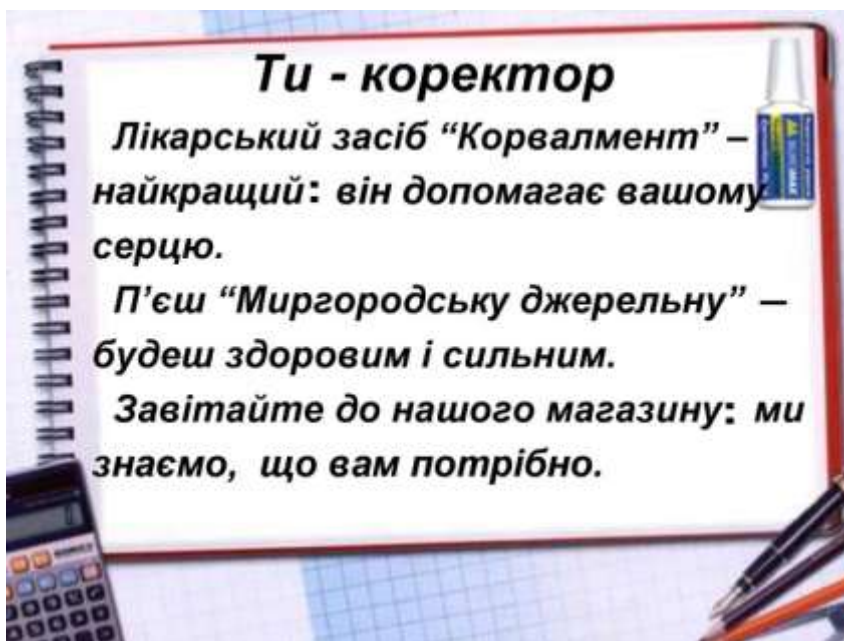 Ти - коректор
Лікарський засіб “Корвалмент” –
найкращий: він допомагає вашому
серцю.
П’єш “Миргородську джерельну” –
будеш здоровим і сильним.
Завітайте до нашого магазину: ми
знаємо, що вам потрібно.